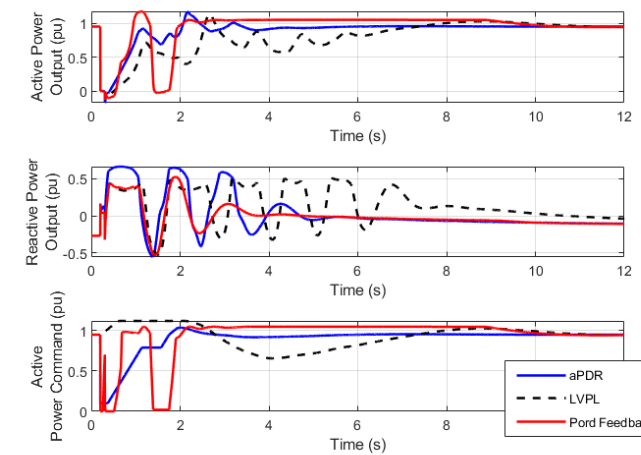 Active Power
Output (pu)
1
0.5
0
0 2 4 6 8 10 12
Time (s)
Reactive Power
Output (pu)
0.5
0
-0.5
0 2 4 6 8 10 12
Time (s)
Active
Power Command (pu)
1
0.5
0
0 2 4 6 8 10 12
Time (s)
aPDR
LVPL
Pord Feedba